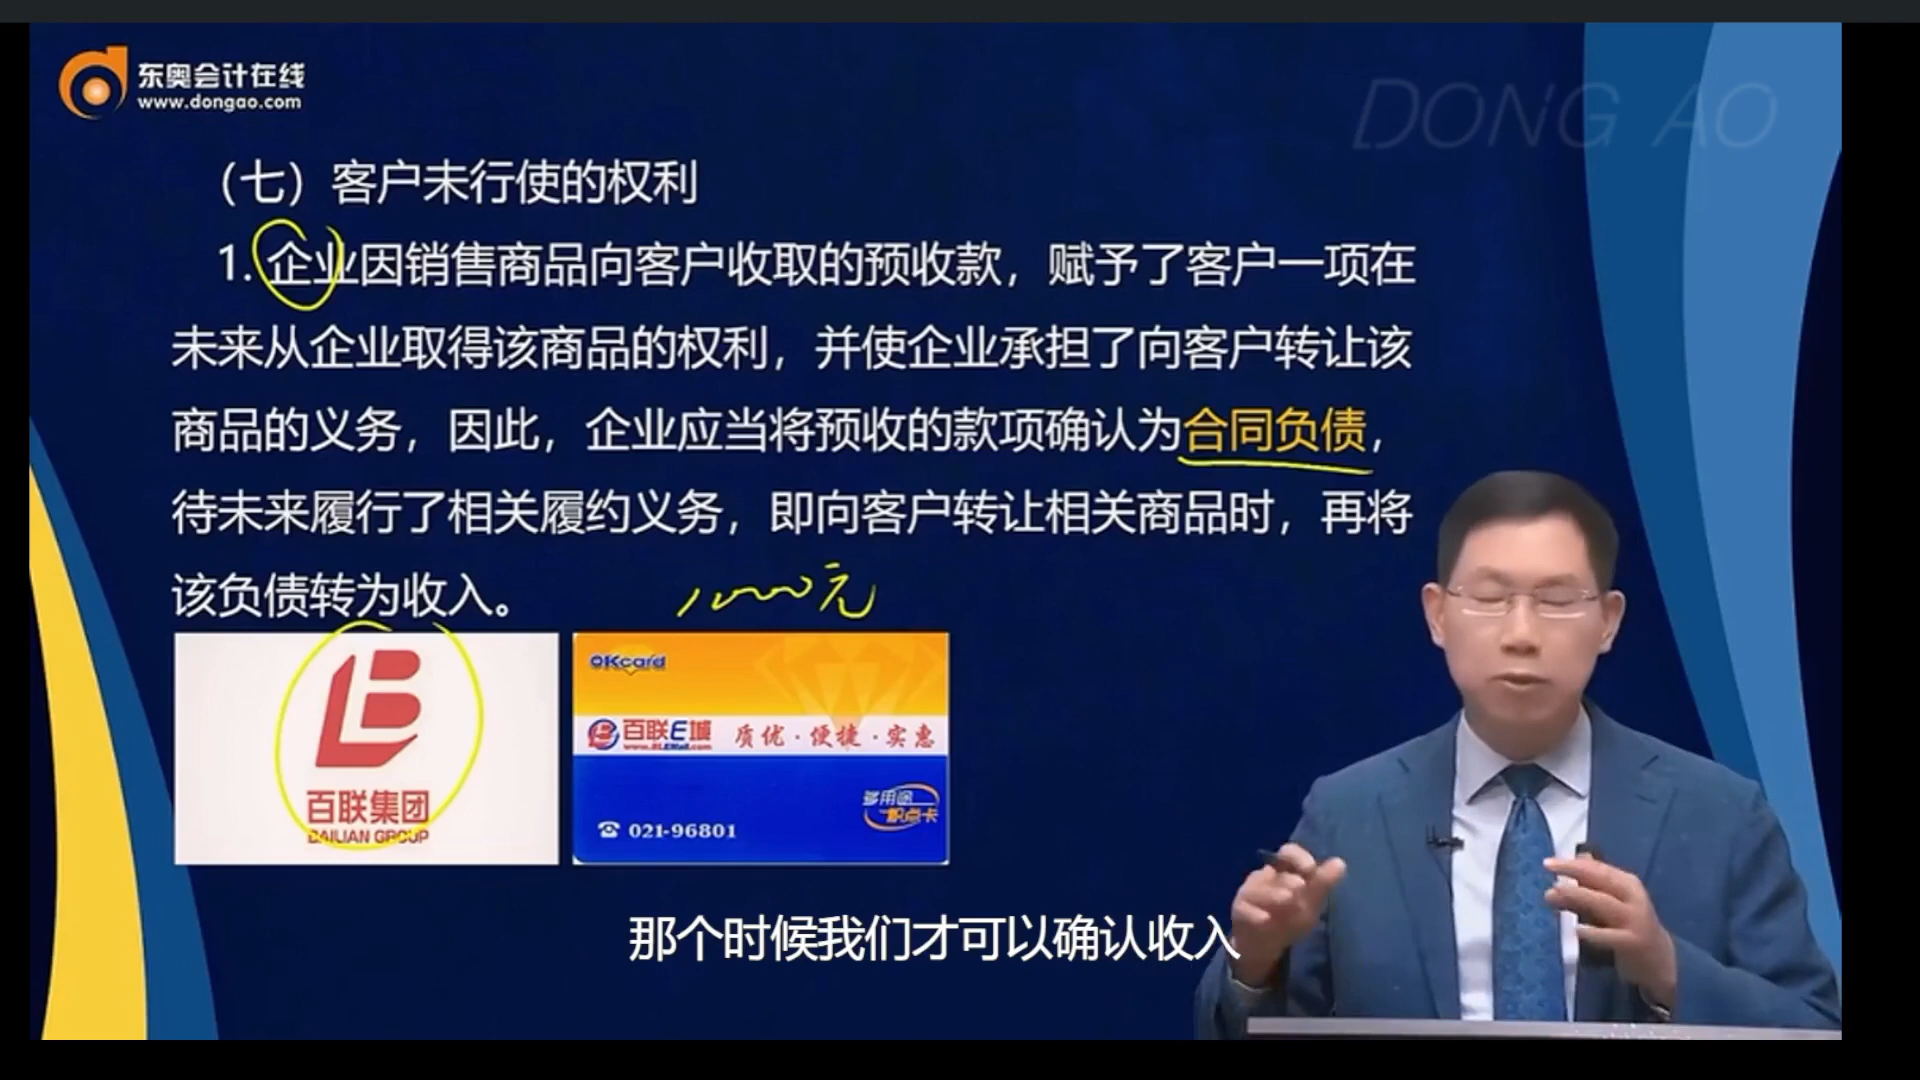 东奥会计在线
www.dongao.com
DONG AO
（七）客户未行使的权利
1. 企业因销售商品向客户收取的预收款，赋予了客户一项在
未来从企业取得该商品的权利，并使企业承担了向客户转让该
商品的义务，因此，企业应当将预收的款项确认为合同负债，
待未来履行了相关履约义务，即向客户转让相关商品时，再将
该负债转为收入。
1000元
百联集团
BAILIAN GROUP
OKcard
百联E城 质优·便捷·实惠
www.BLEMall.com
多用途
积点卡
☎ 021-96801
那个时候我们才可以确认收入